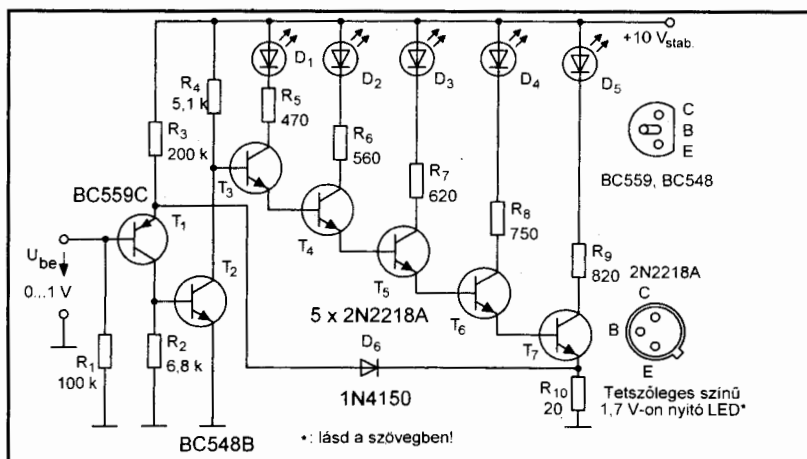 +10 V stab.
D1
D2
D3
D4
D5
R4
5,1 k
R5
470
R3
200 k
R6
560
C
B
E
BC559, BC548
T3
R7
620
BC559C
T1
T4
R8
750
Ube
0...1 V
T2
T5
R9
820
2N2218A
C
5 x 2N2218A
T6
B
R1
100 k
R2
6,8 k
D6
T7
E
1N4150
R10
20
Tetszőleges színű
1,7 V-on nyitó LED*
BC548B
*: lásd a szövegben!